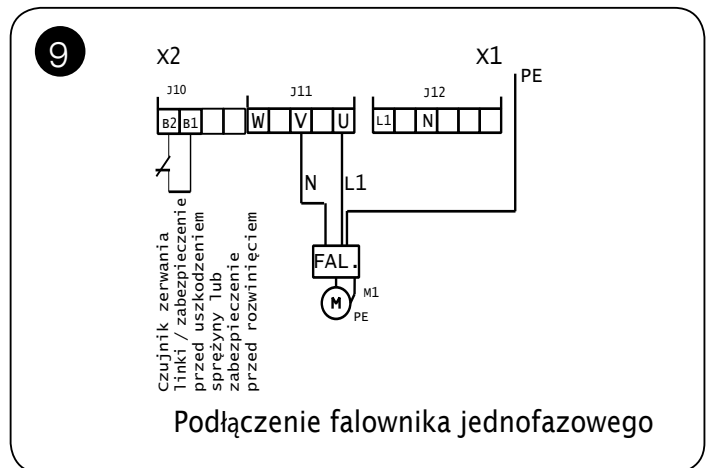 9
X2
X1
PE
J10
J11
J12
B2 B1
W V U
L1 N
N
L1
FAL.
M
M1
PE
Czujnik zerwania
linki / zabezpieczenie
przed uszkodzeniem
sprężyny lub
zabezpieczenie
przed rozwinięciem
Podłączenie falownika jednofazowego